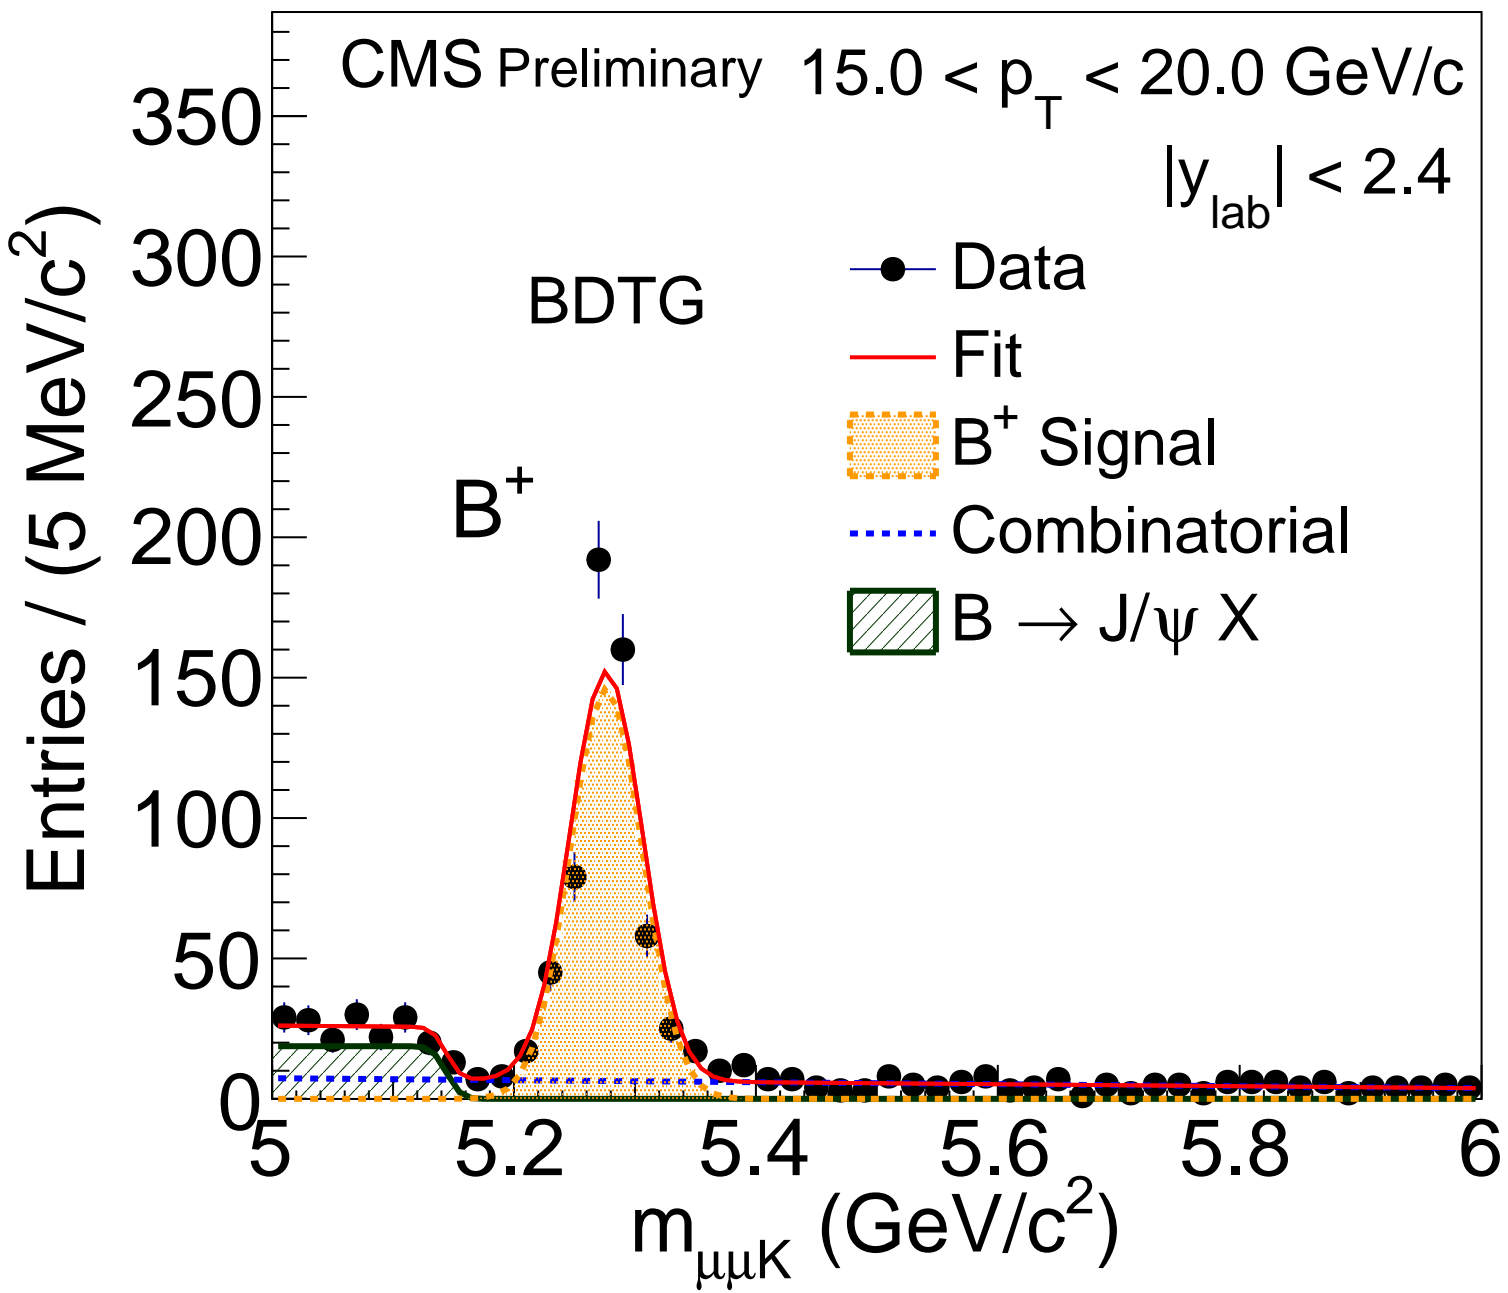 CMS Preliminary 15.0 < p_T < 20.0 GeV/c
|y_lab| < 2.4
BDTG
B⁺
Data
Fit
B⁺ Signal
Combinatorial
B → J/ψ X
Entries / (5 MeV/c²)
350
300
250
200
150
100
50
0
5 5.2 5.4 5.6 5.8 6
m_μμK (GeV/c²)